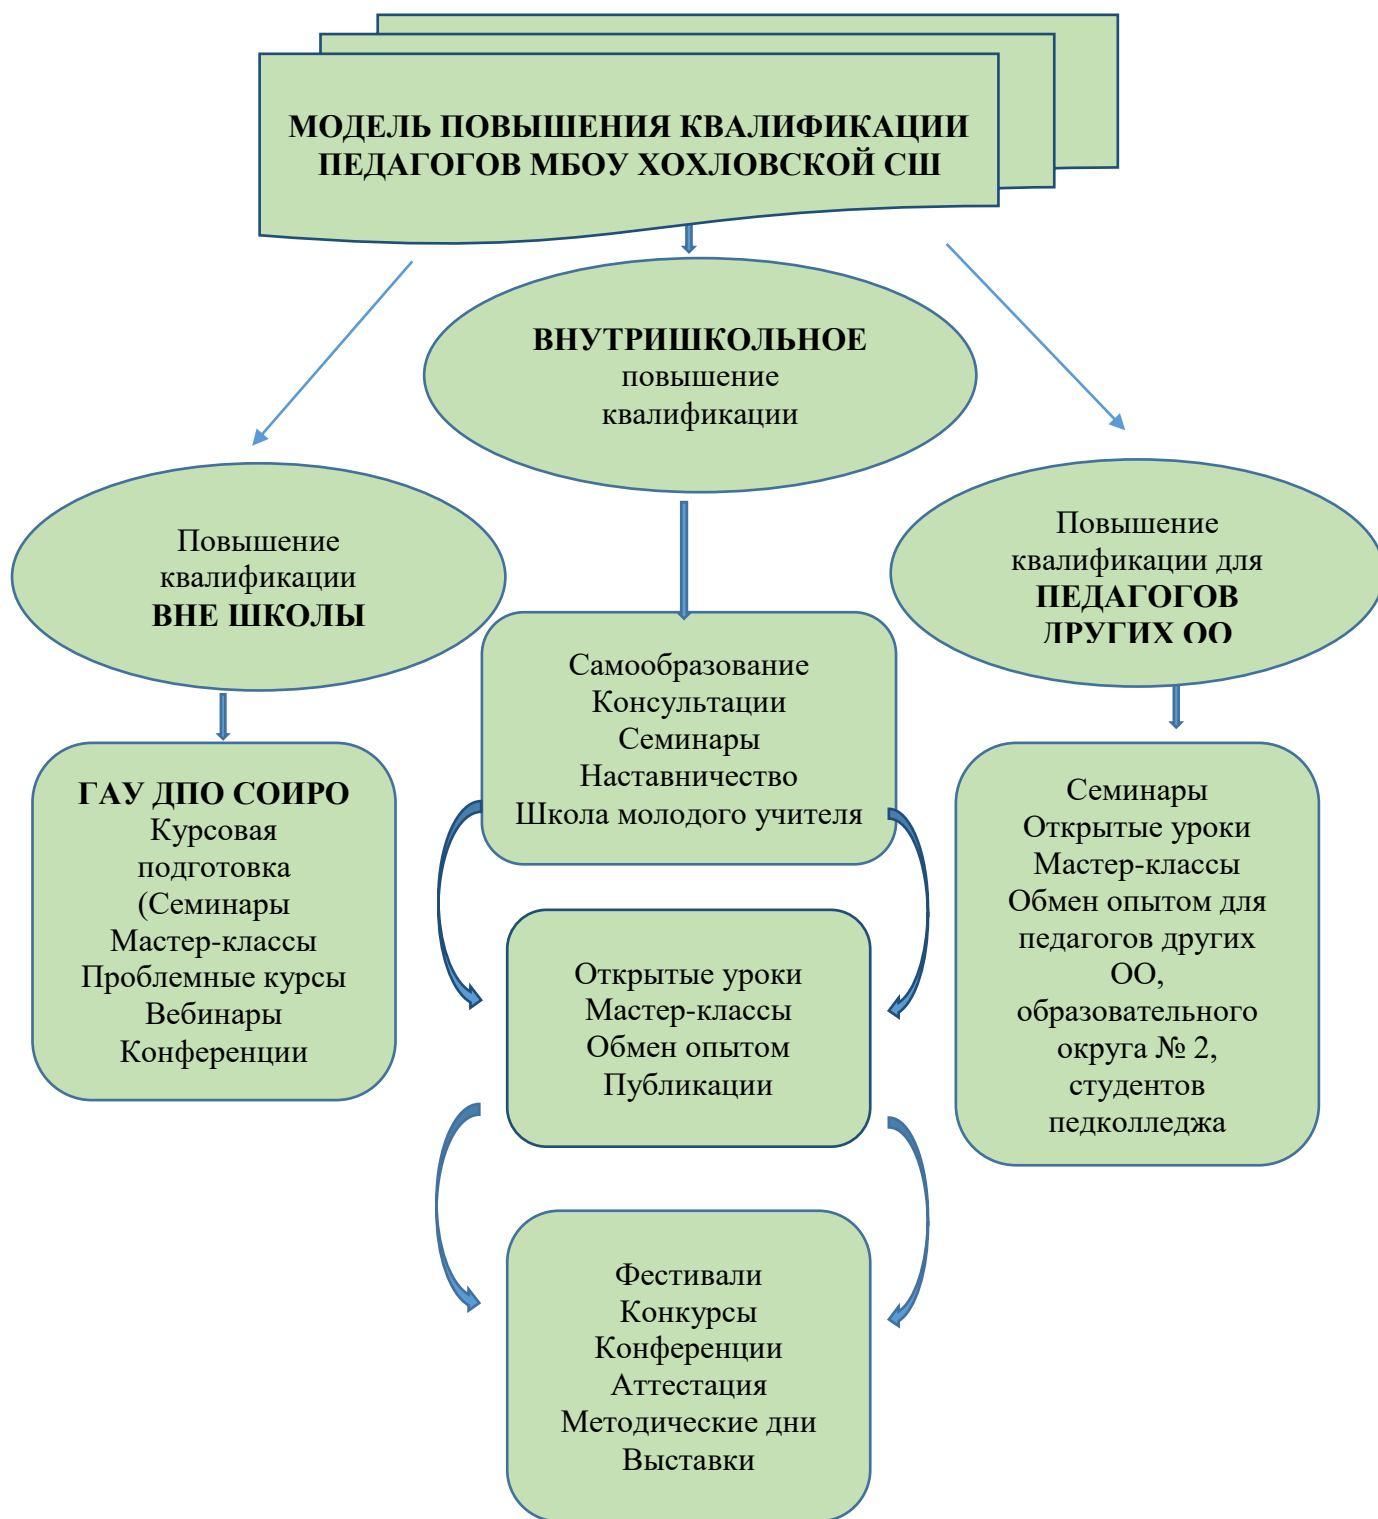 МОДЕЛЬ ПОВЫШЕНИЯ КВАЛИФИКАЦИИ
ПЕДАГОГОВ МБОУ ХОХЛОВСКОЙ СШ
ВНУТРИШКОЛЬНОЕ
повышение
квалификации
Повышение
квалификации
ВНЕ ШКОЛЫ
Повышение
квалификации для
ПЕДАГОГОВ
ДРУГИХ ОО
Самообразование
Консультации
Семинары
Наставничество
Школа молодого учителя
ГАУ ДПО СОИРО
Курсовая
подготовка
(Семинары
Мастер-классы
Проблемные курсы
Вебинары
Конференции
Семинары
Открытые уроки
Мастер-классы
Обмен опытом для
педагогов других
ОО,
образовательного
округа № 2,
студентов
педколледжа
Открытые уроки
Мастер-классы
Обмен опытом
Публикации
Фестивали
Конкурсы
Конференции
Аттестация
Методические дни
Выставки